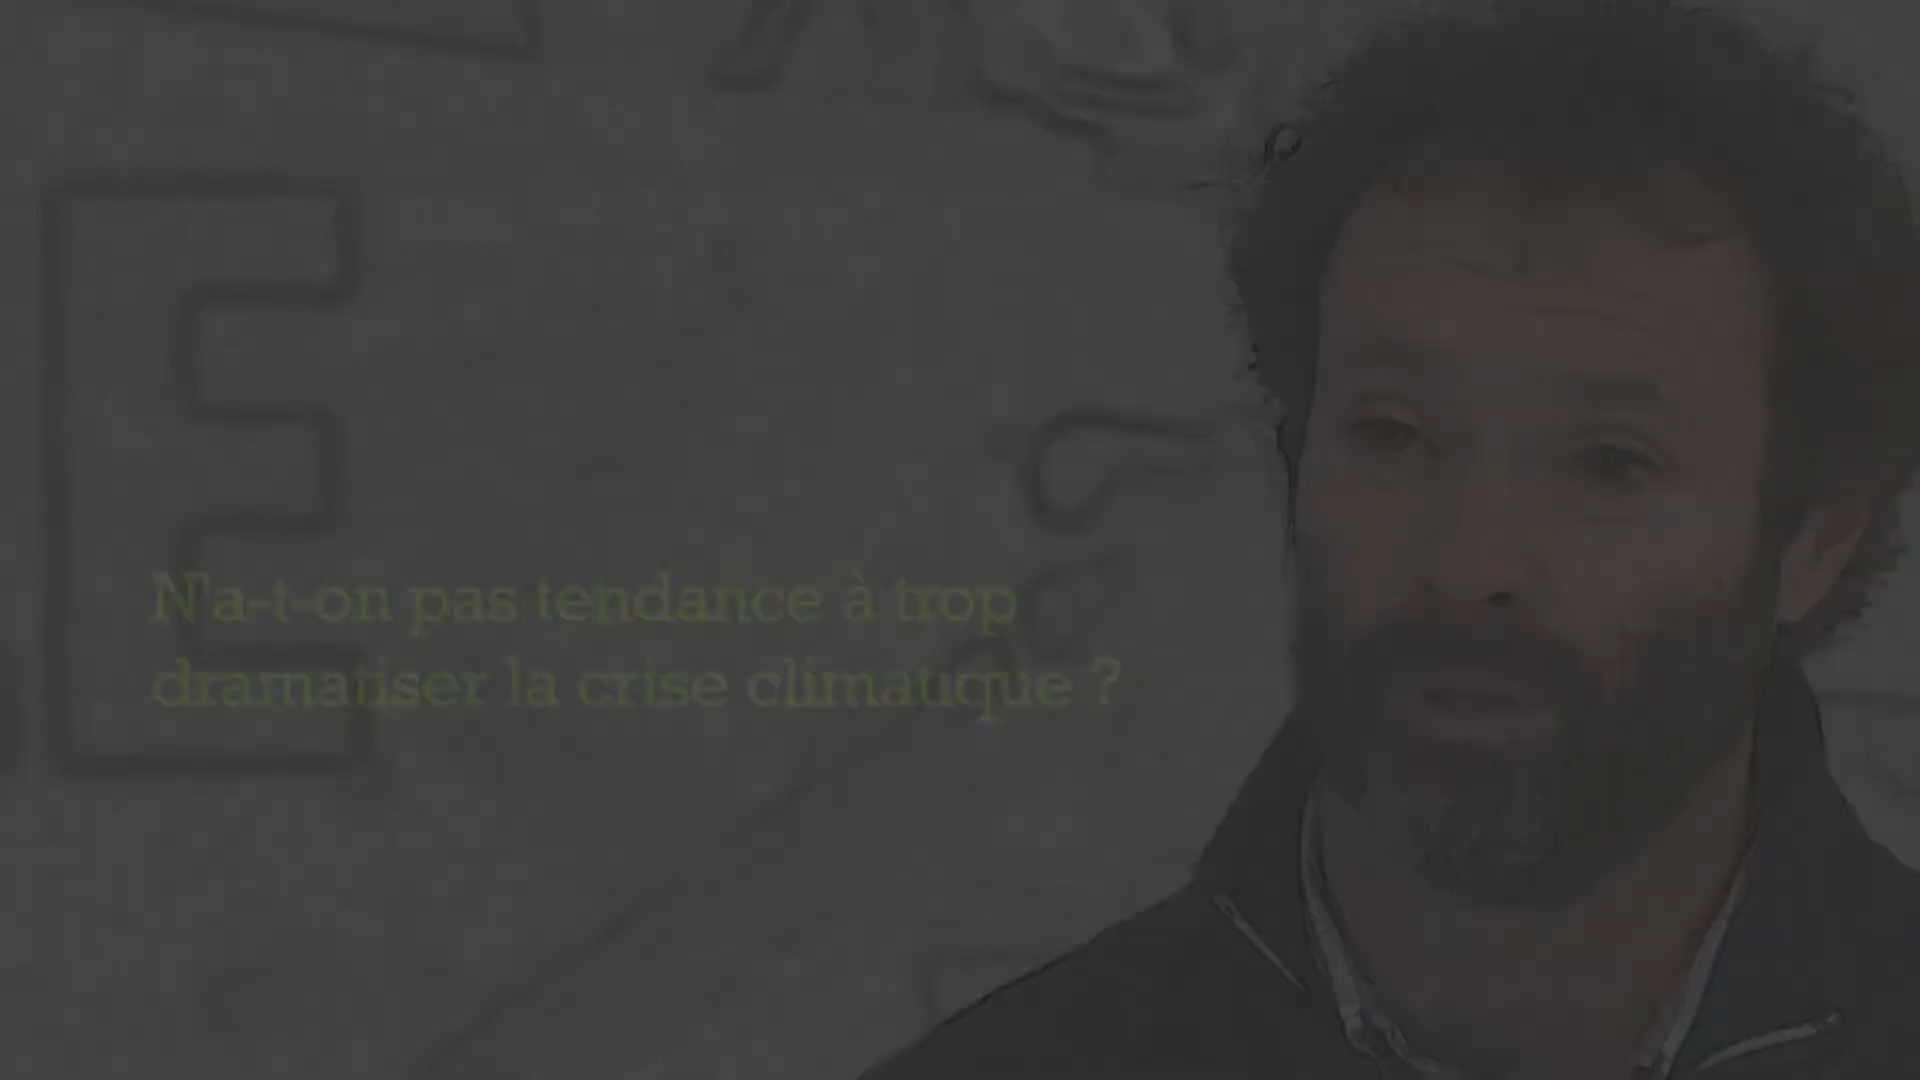 N'a-t-on pas tendance à trop
dramatiser la crise climatique ?
E